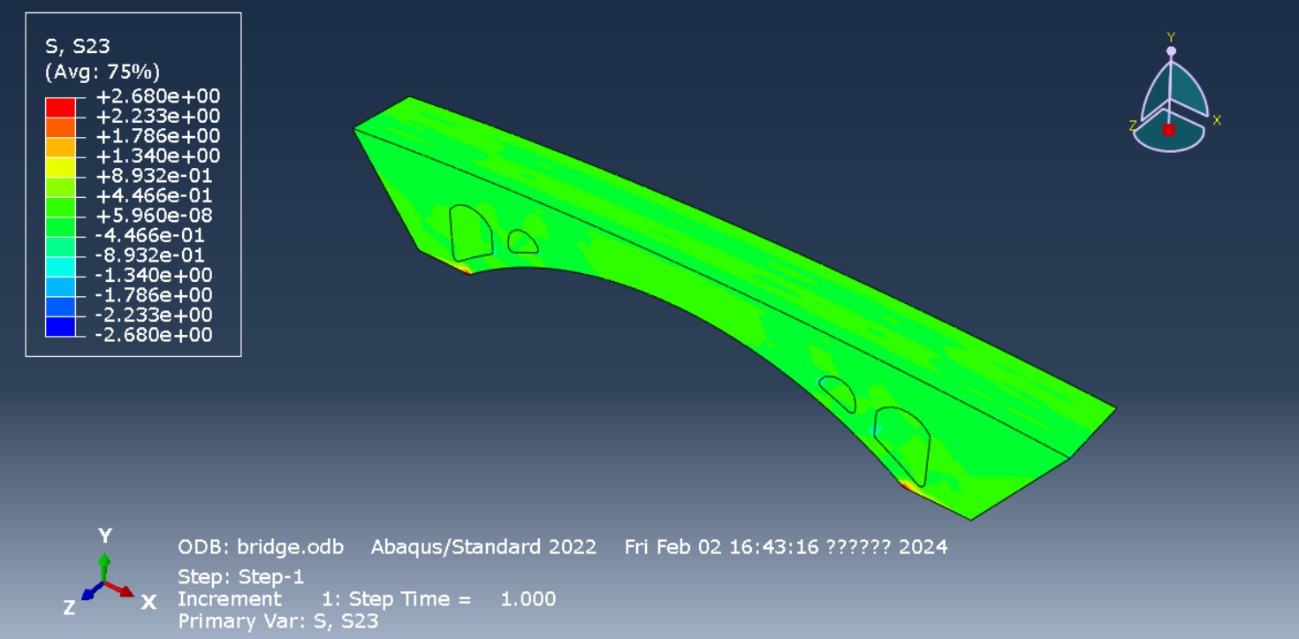 S, S23
(Avg: 75%)
+2.680e+00
+2.233e+00
+1.786e+00
+1.340e+00
+8.932e-01
+4.466e-01
+5.960e-08
-4.466e-01
-8.932e-01
-1.340e+00
-1.786e+00
-2.233e+00
-2.680e+00
Y
Z X
Y
Z X
ODB: bridge.odb Abaqus/Standard 2022 Fri Feb 02 16:43:16 ?????? 2024
Step: Step-1
Increment 1: Step Time = 1.000
Primary Var: S, S23